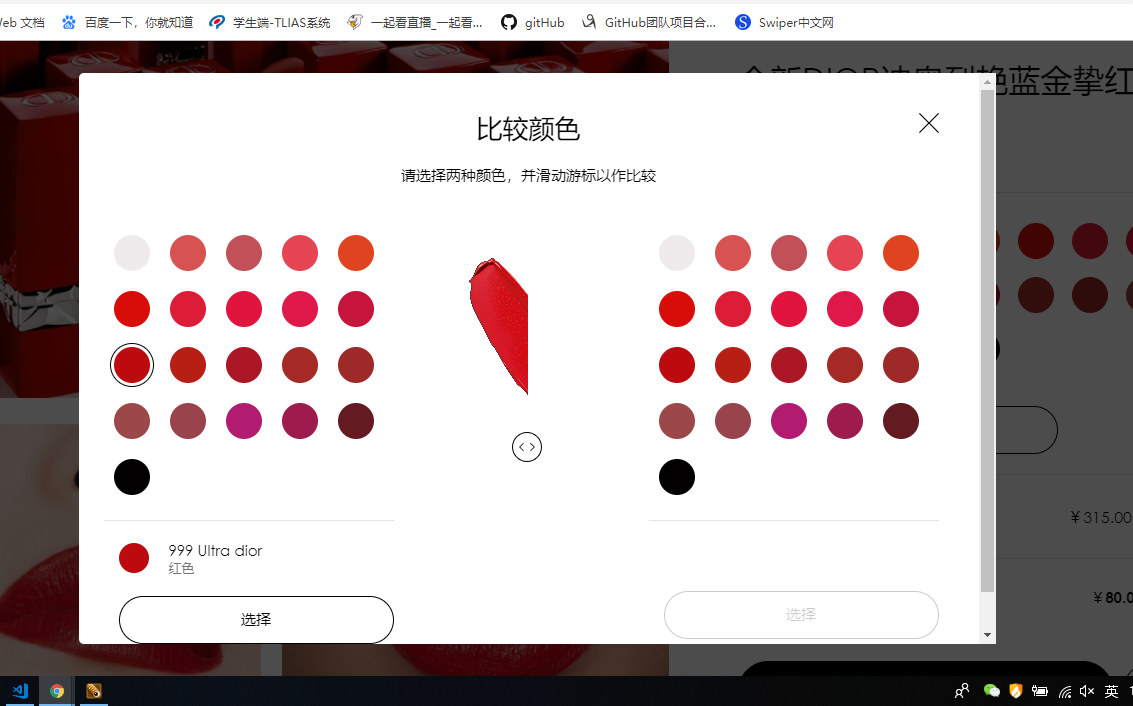 Web 文档 百度一下，你就知道 学生端-TLIAS系统 一起看直播_一起看... gitHub GitHub团队项目合... Swiper中文网
全新DIOR迪奥烈艳蓝金挚红
比较颜色
请选择两种颜色，并滑动游标以作比较
999 Ultra dior
红色
选择
选择
¥ 315.00
¥ 80.0
英